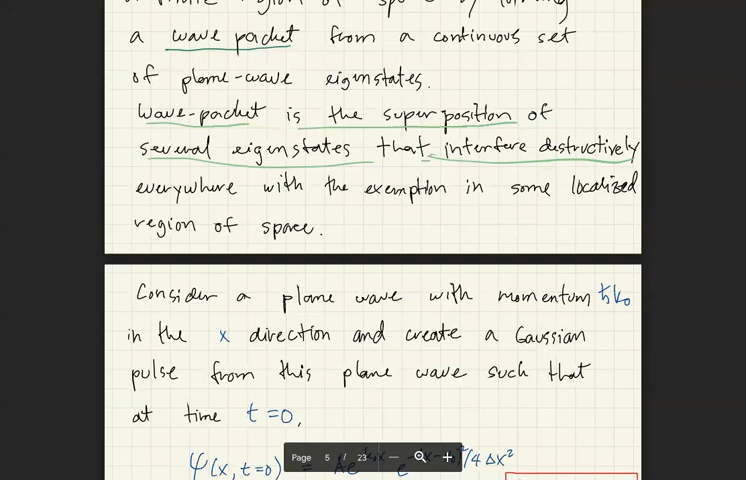 a wave packet from a continuous set
of plane-wave eigenstates.
Wave-packet is the superposition of
several eigenstates that interfere destructively
everywhere with the exemption in some localized
region of space.
Consider a plane wave with momentum ħk₀
in the x direction and create a Gaussian
pulse from this plane wave such that
at time t=0,
ψ(x, t=0) = A e /4Δx²
Page 5 / 23